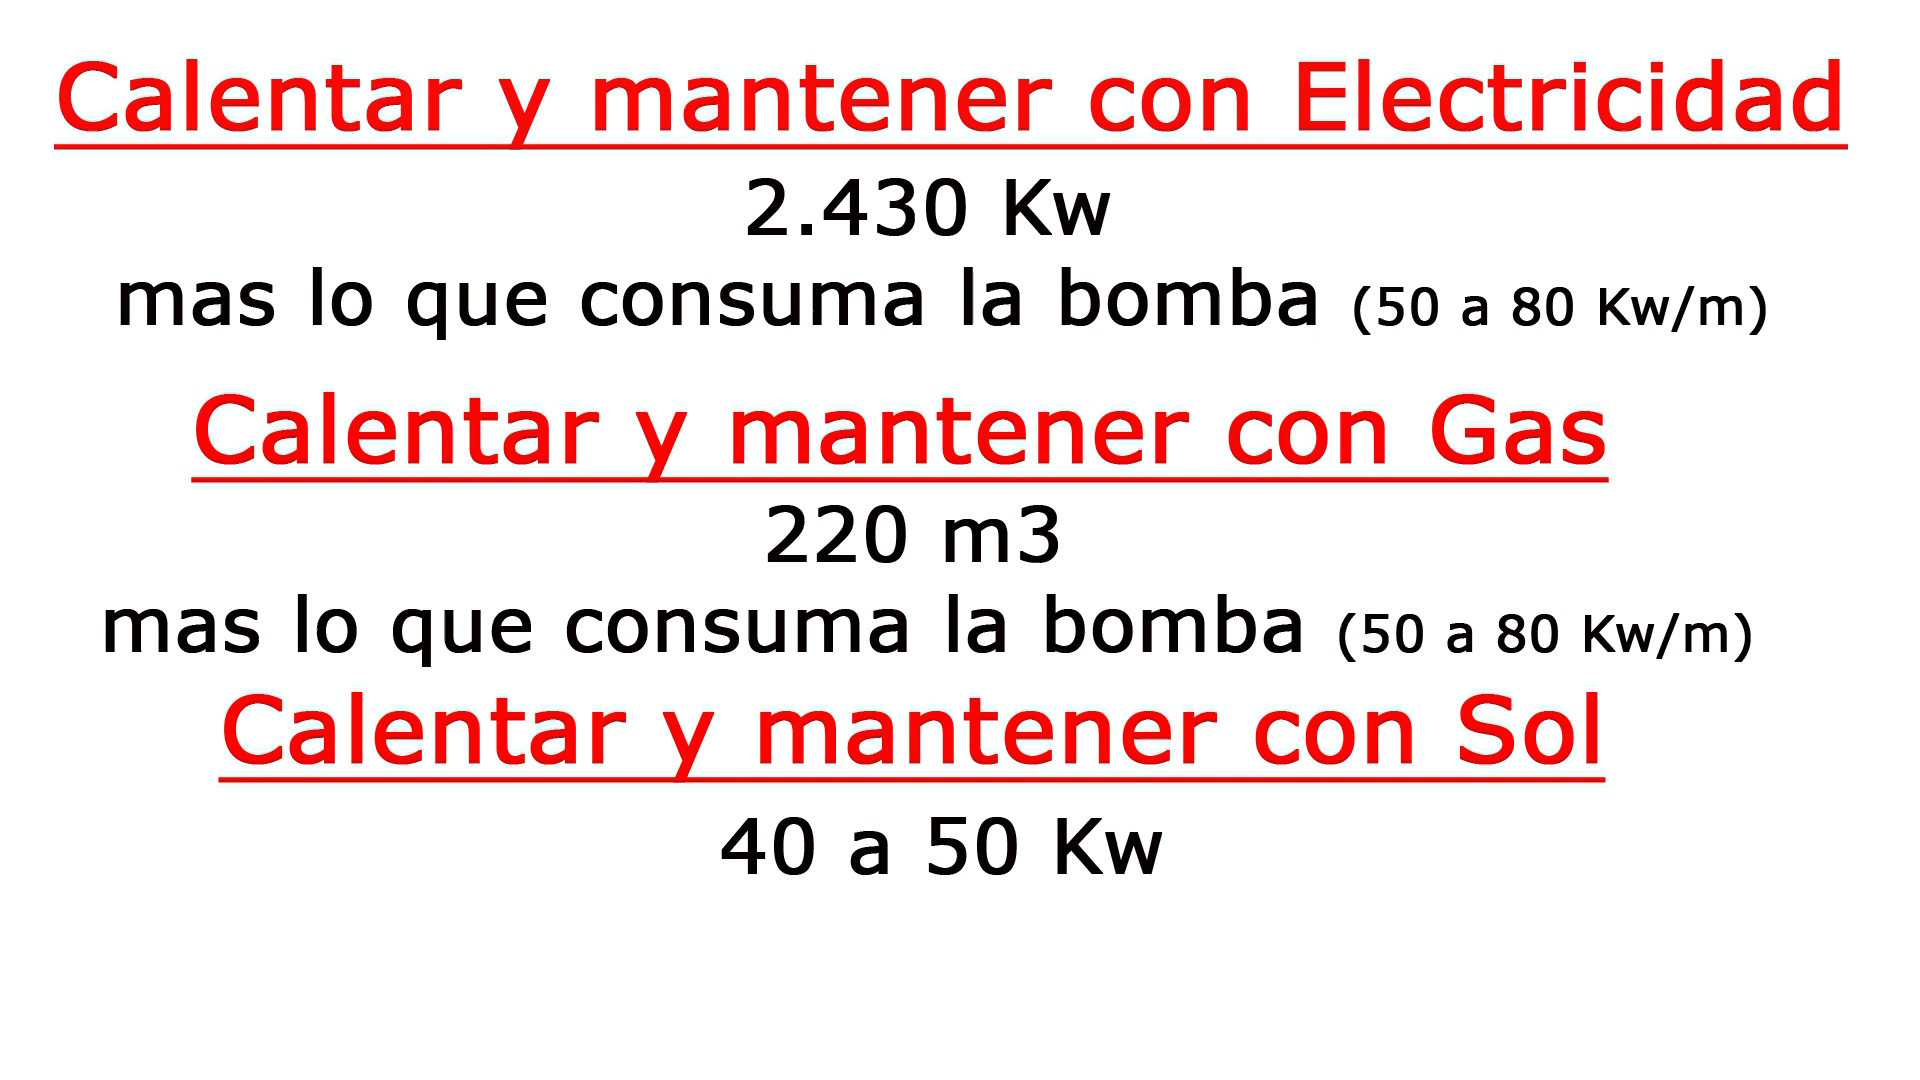 Calentar y mantener con Electricidad
2.430 Kw
mas lo que consuma la bomba (50 a 80 Kw/m)
Calentar y mantener con Gas
220 m3
mas lo que consuma la bomba (50 a 80 Kw/m)
Calentar y mantener con Sol
40 a 50 Kw